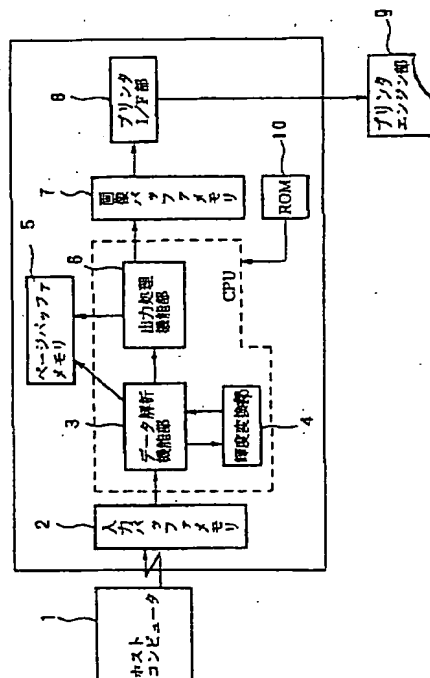 1
ホスト
コンピュータ
2
入力バッファメモリ
3
データ解析
機能部
4
輝度変換部
5
ページバッファ
メモリ
6
出力処理
機能部
CPU
7
画像バッファメモリ
8
プリンタ
I/F部
10
ROM
9
プリンタ
エンジン部